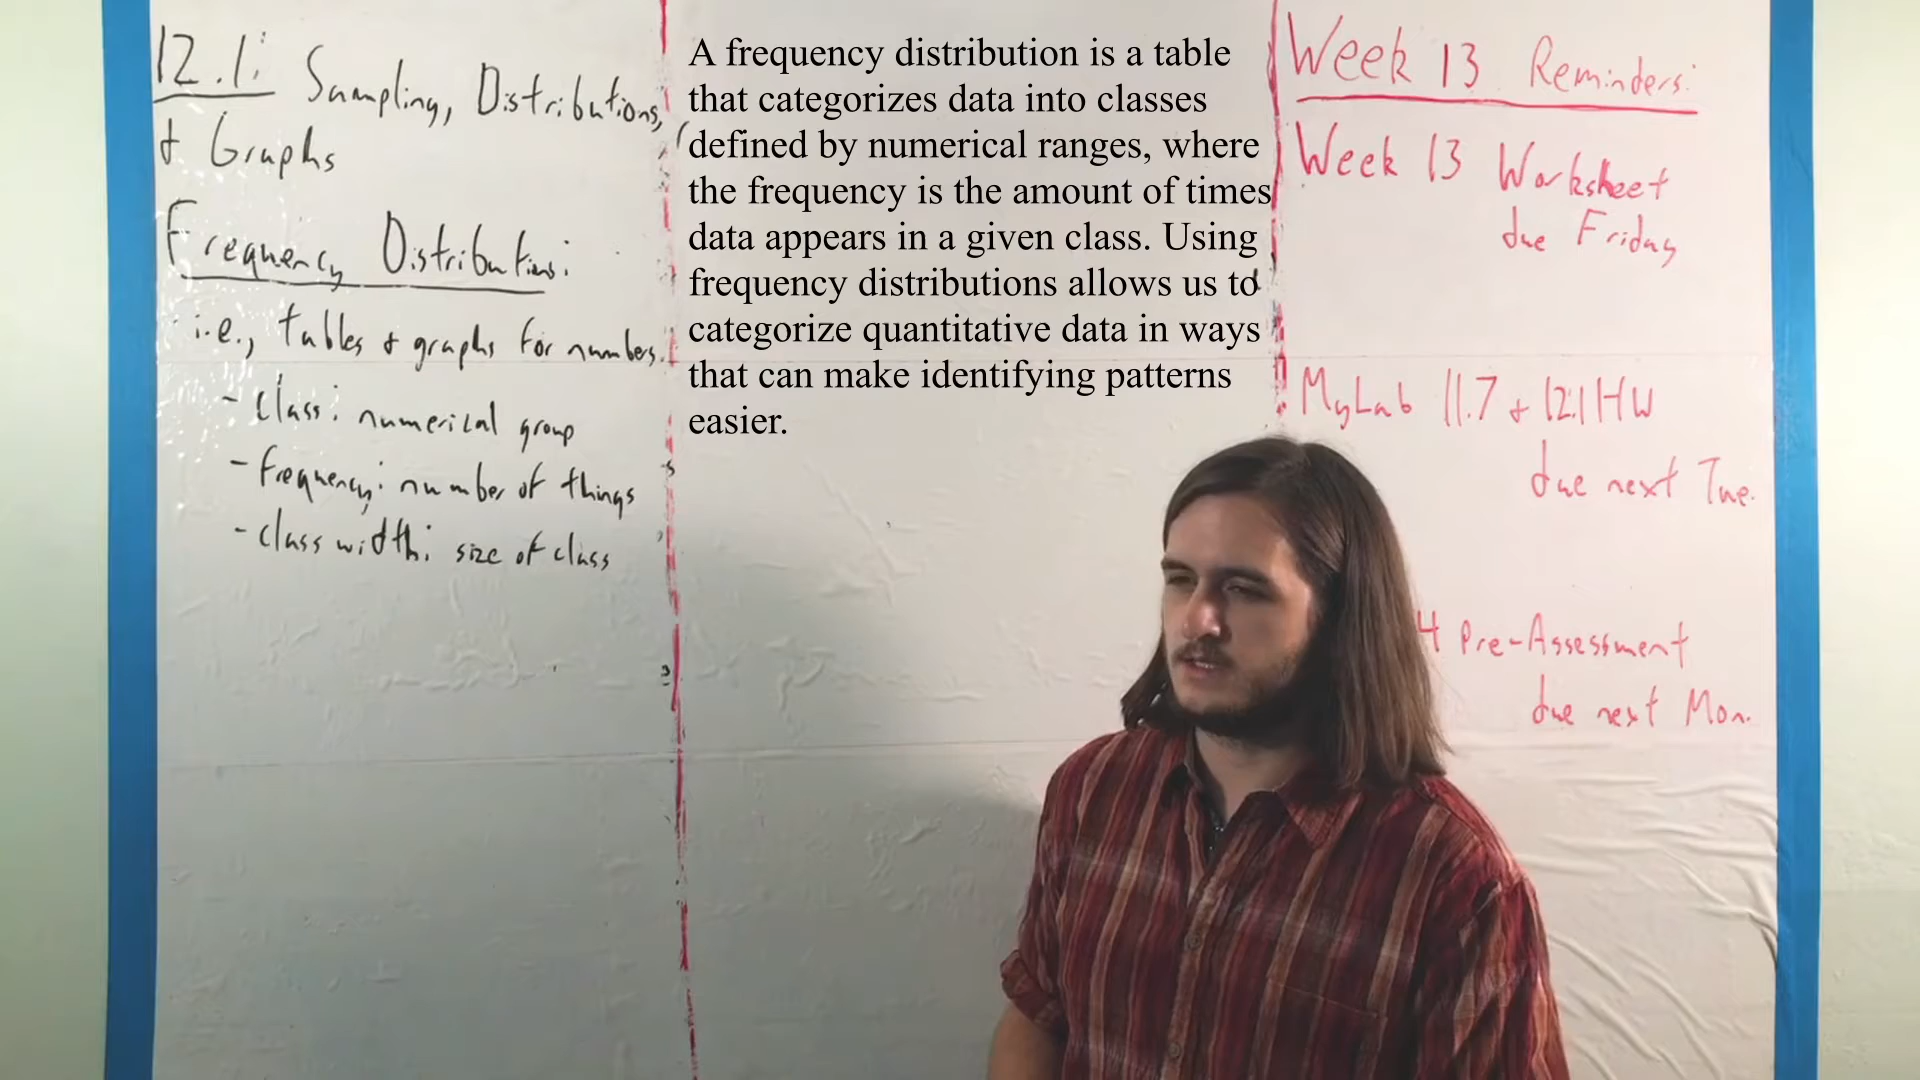 12.1: Sampling, Distributions,
+ Graphs
Frequency Distributions:
i.e., tables + graphs for numbers.
- class: numerical group
- frequency: number of things
- class width: size of class
A frequency distribution is a table
that categorizes data into classes
defined by numerical ranges, where
the frequency is the amount of times
data appears in a given class. Using
frequency distributions allows us to
categorize quantitative data in ways
that can make identifying patterns
easier.
Week 13 Reminders:
Week 13 Worksheet
due Friday
MyLab 11.7 + 12.1 HW
due next Tue.
4 Pre-Assessment
due next Mon.